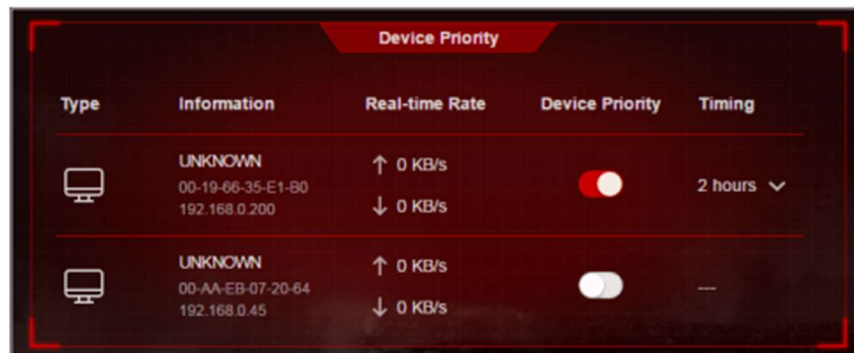 Device Priority
Type Information Real-time Rate Device Priority Timing
UNKNOWN
00-19-66-35-E1-B0
192.168.0.200
↑ 0 KB/s
↓ 0 KB/s
2 hours
UNKNOWN
00-AA-EB-07-20-64
192.168.0.45
↑ 0 KB/s
↓ 0 KB/s
---